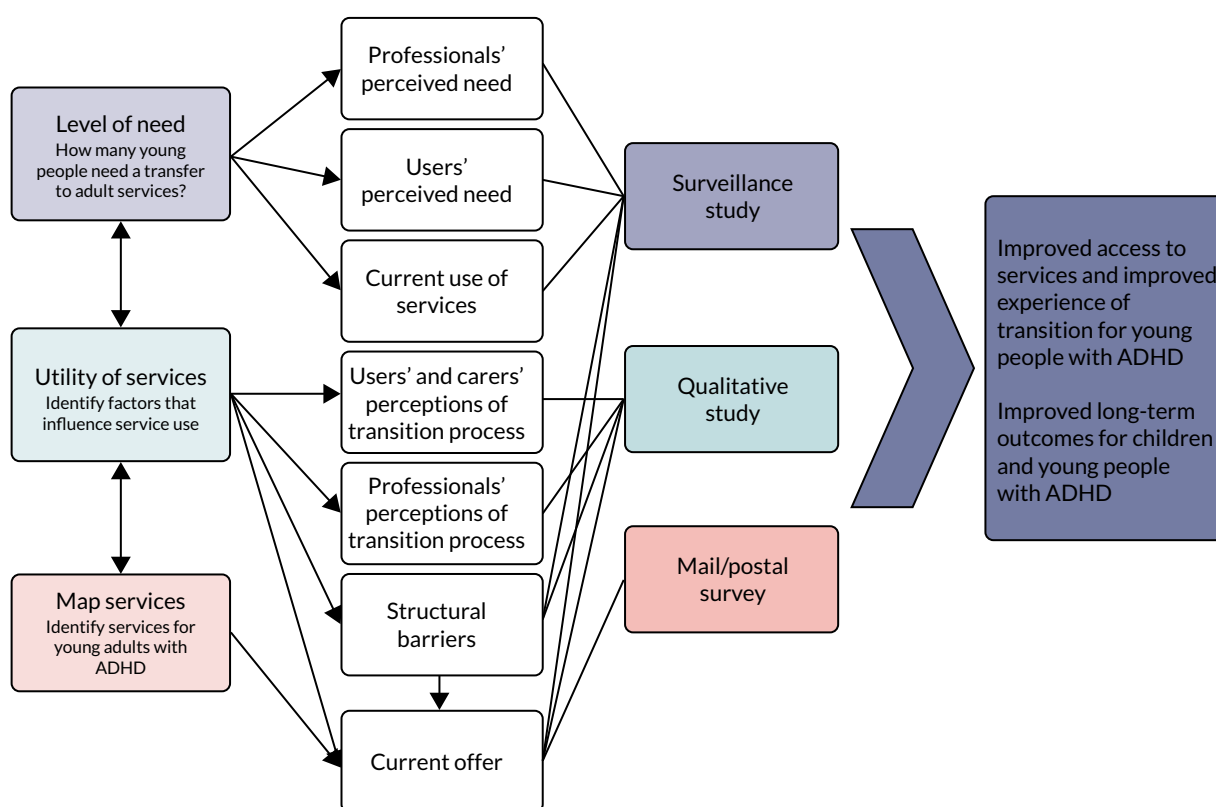 Level of need
How many young
people need a transfer
to adult services?
Utility of services
Identify factors that
influence service use
Map services
Identify services for
young adults with
ADHD
Professionals’
perceived need
Users’
perceived need
Current use of
services
Users’ and carers’
perceptions of
transition process
Professionals’
perceptions of
transition process
Structural
barriers
Current offer
Surveillance
study
Qualitative
study
Mail/postal
survey
Improved access to
services and improved
experience of
transition for young
people with ADHD
Improved long-term
outcomes for children
and young people
with ADHD